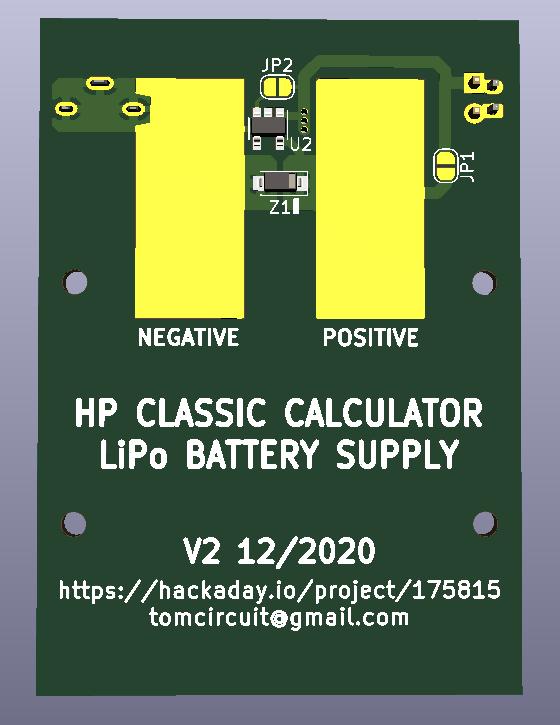 JP2
U2
JP1
Z1
NEGATIVE POSITIVE
HP CLASSIC CALCULATOR
LiPo BATTERY SUPPLY
V2 12/2020
https://hackaday.io/project/175815
tomcircuit@gmail.com